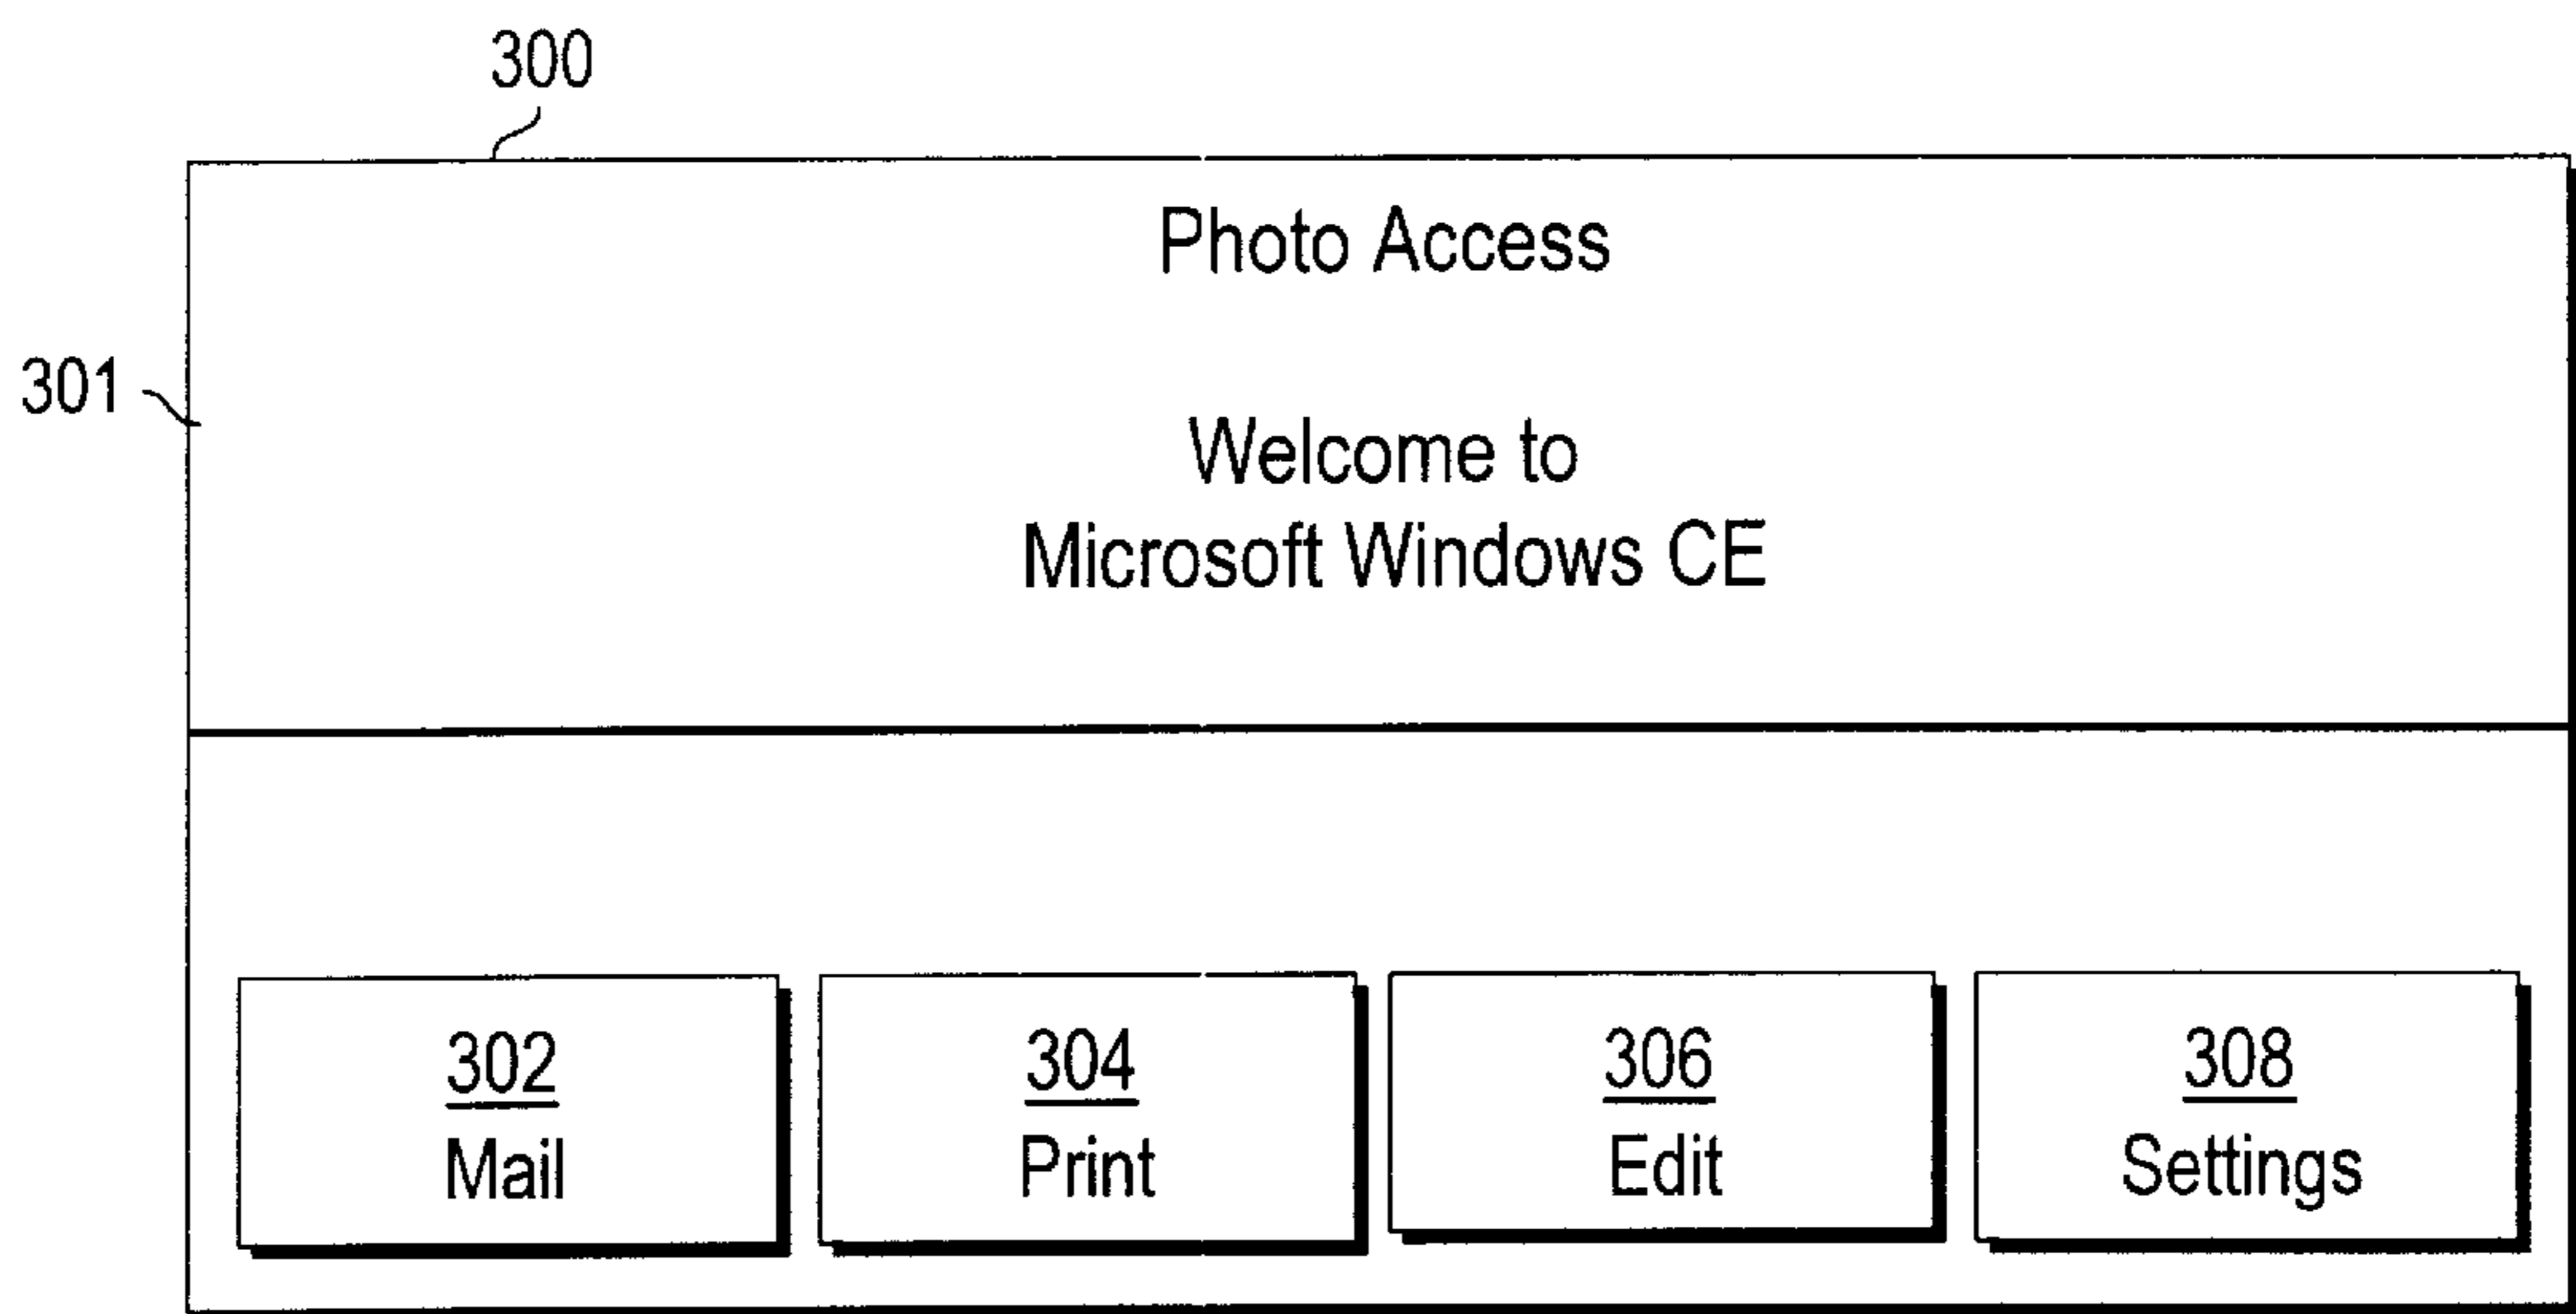 300
Photo Access
301
Welcome to
Microsoft Windows CE
302
Mail
304
Print
306
Edit
308
Settings